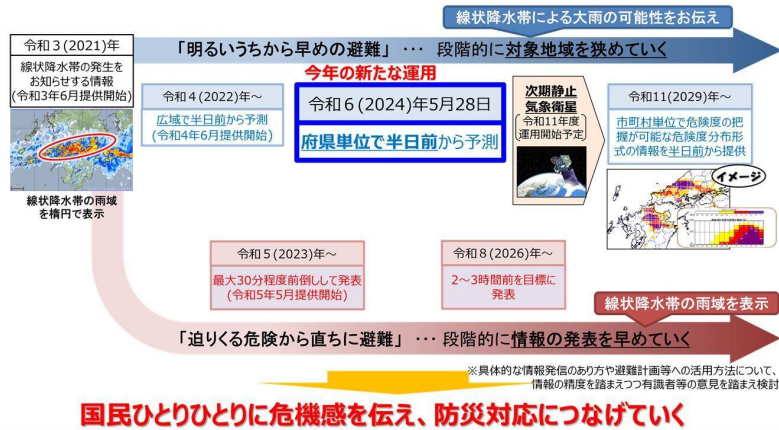 線状降水帯による大雨の可能性をお伝え
令和3(2021)年
線状降水帯の発生を
お知らせする情報
(令和3年6月提供開始)
線状降水帯の雨域
を楕円で表示
「明るいうちから早めの避難」 ･･･ 段階的に対象地域を狭めていく
今年の新たな運用
令和4(2022)年～
広域で半日前から予測
(令和4年6月提供開始)
令和6(2024)年5月28日
府県単位で半日前から予測
次期静止
気象衛星
(令和11年度
運用開始予定)
令和11(2029)年～
市町村単位で危険度の把
握が可能な危険度分布形
式の情報を半日前から提供
イメージ
令和5(2023)年～
最大30分程度前倒しして発表
(令和5年5月提供開始)
令和8(2026)年～
2～3時間前を目標に
発表
線状降水帯の雨域を表示
「迫りくる危険から直ちに避難」 ･･･ 段階的に情報の発表を早めていく
※具体的な情報発信のあり方や避難計画等への活用方法について、
情報の精度を踏まえつつ有識者等の意見を踏まえ検討
国民ひとりひとりに危機感を伝え、防災対応につなげていく